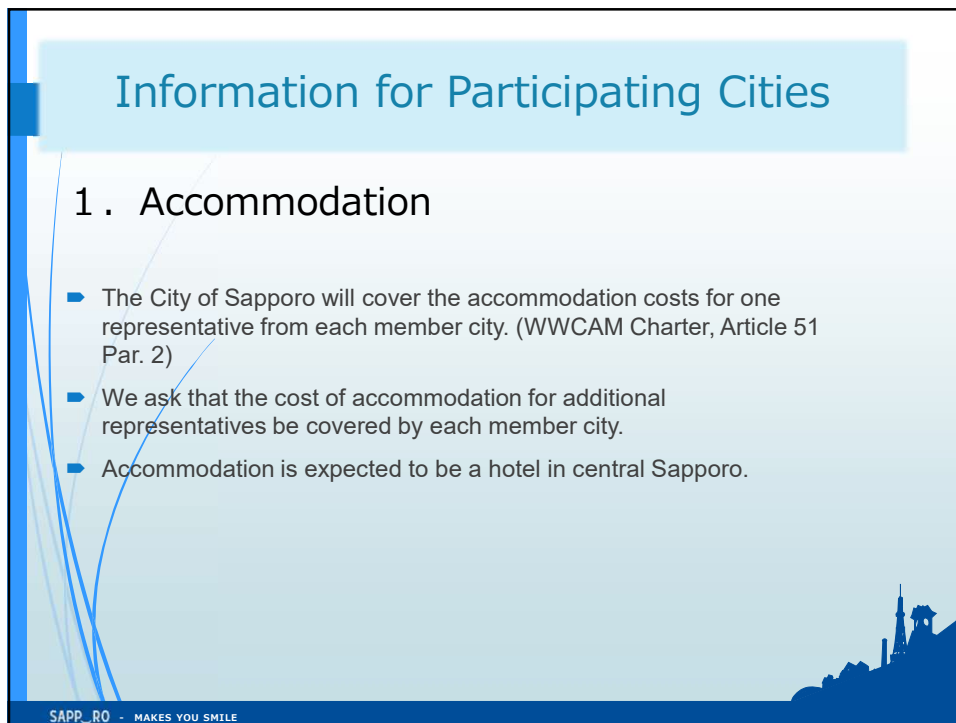 Information for Participating Cities
１．Accommodation
The City of Sapporo will cover the accommodation costs for one
representative from each member city. (WWCAM Charter, Article 51
Par. 2)
We ask that the cost of accommodation for additional
representatives be covered by each member city.
Accommodation is expected to be a hotel in central Sapporo.
SAPP‿RO - MAKES YOU SMILE